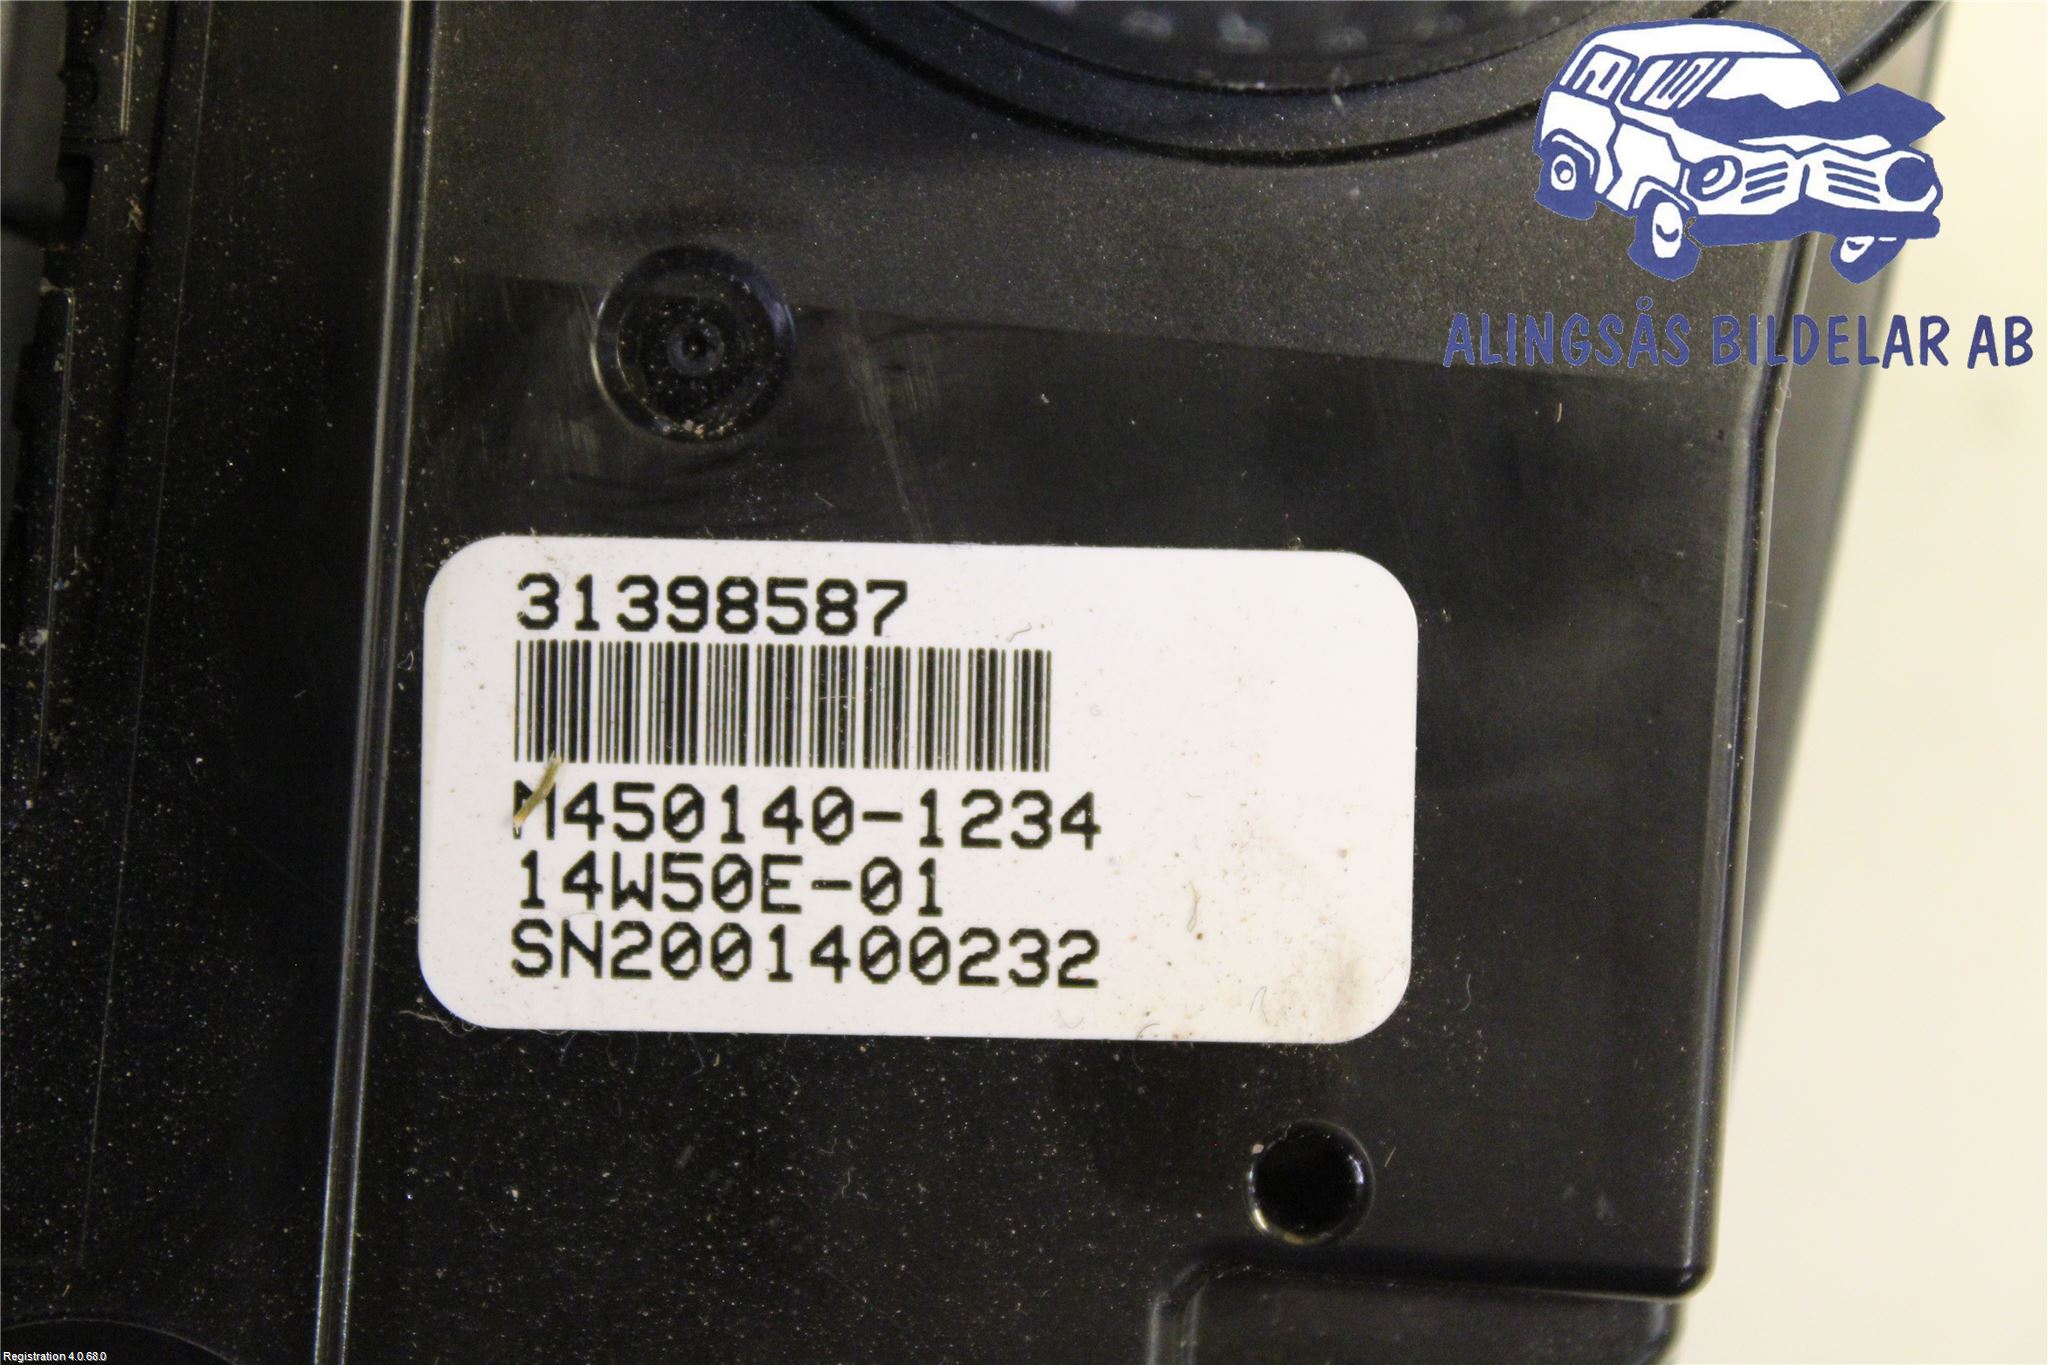 ALINGSÅS BILDELAR AB
31398587
M450140-1234
14W50E-01
SN2001400232
Registration 4.0.68.0